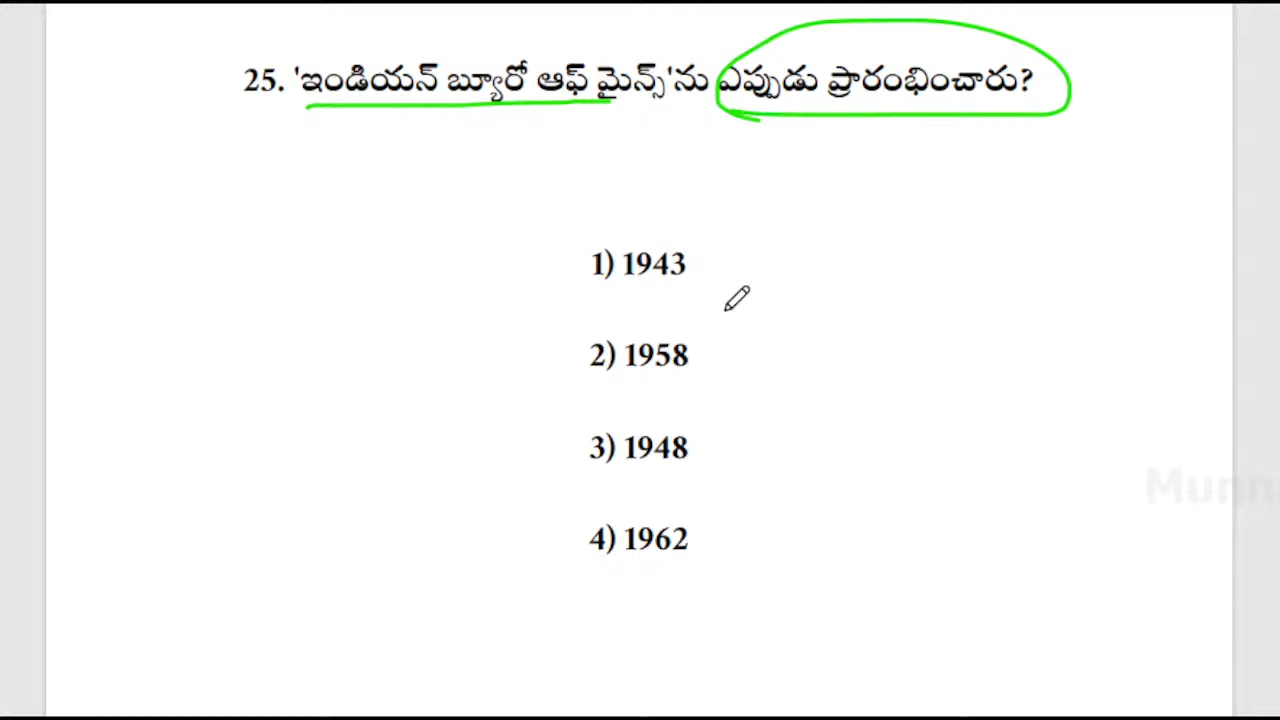 25. 'ఇండియన్ బ్యూరో ఆఫ్ మైన్స్'ను ఎప్పుడు ప్రారంభించారు?
1) 1943
2) 1958
3) 1948
4) 1962